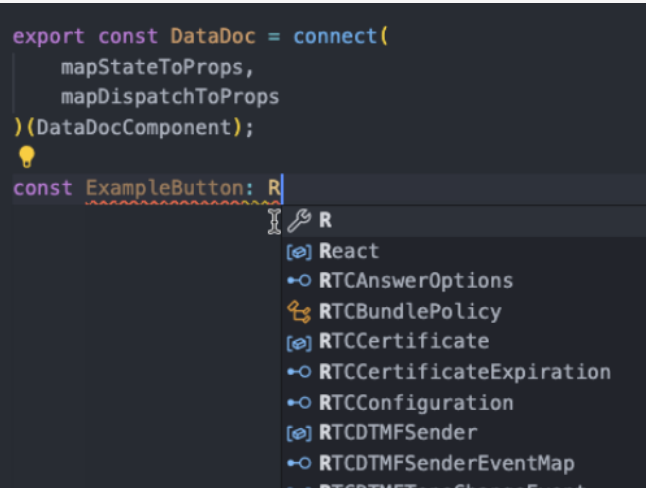 export const DataDoc = connect(
    mapStateToProps,
    mapDispatchToProps
)(DataDocComponent);
const ExampleButton: R
R
React
RTCAnswerOptions
RTCBundlePolicy
RTCCertificate
RTCCertificateExpiration
RTCConfiguration
RTCDTMFSender
RTCDTMFSenderEventMap